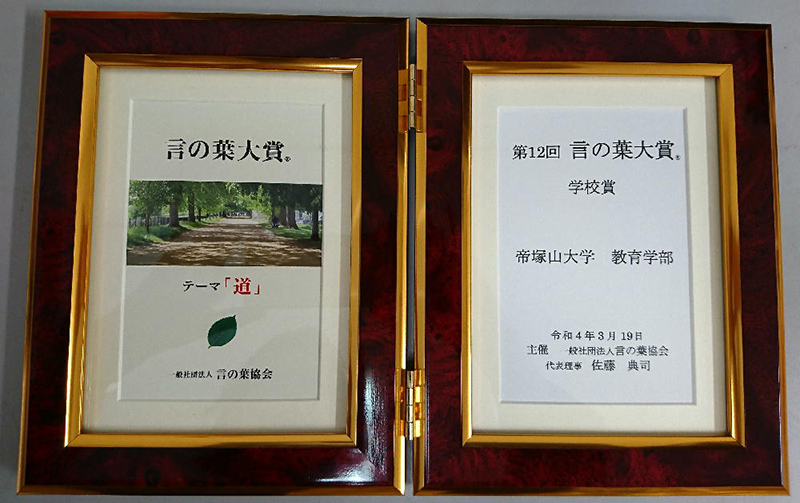 言の葉大賞®
テーマ「道」
一般社団法人 言の葉協会
第12回 言の葉大賞®
学校賞
帝塚山大学 教育学部
令和4年3月19日
主催 一般社団法人言の葉協会
代表理事 佐藤 典司